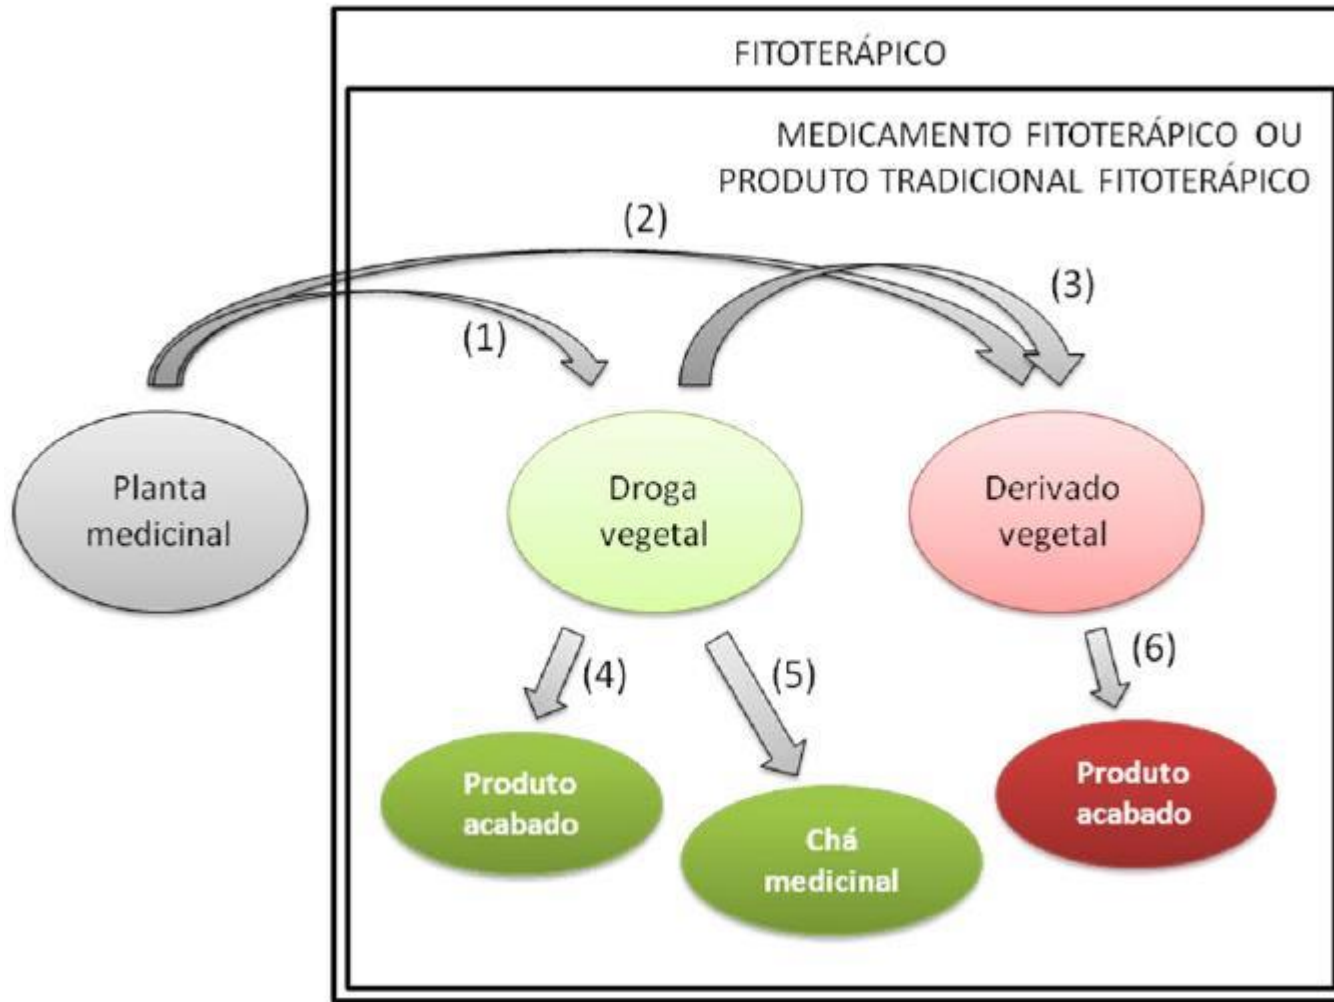 FITOTERÁPICO
MEDICAMENTO FITOTERÁPICO OU
PRODUTO TRADICIONAL FITOTERÁPICO
(2)
(3)
(1)
Planta
medicinal
Droga
vegetal
Derivado
vegetal
(4)
(5)
(6)
Produto
acabado
Chá
medicinal
Produto
acabado